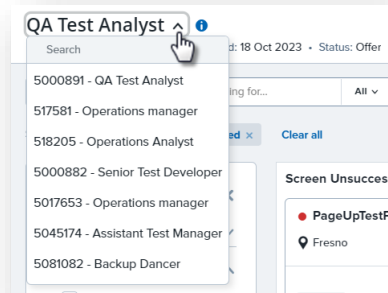 QA Test Analyst
Search
d: 18 Oct 2023 • Status: Offer
5000891 - QA Test Analyst
ing for...
All
517581 - Operations manager
518205 - Operations Analyst
ed ×
Clear all
5000882 - Senior Test Developer
Screen Unsucces
5017653 - Operations manager
PageUpTestF
5045174 - Assistant Test Manager
Fresno
5081082 - Backup Dancer